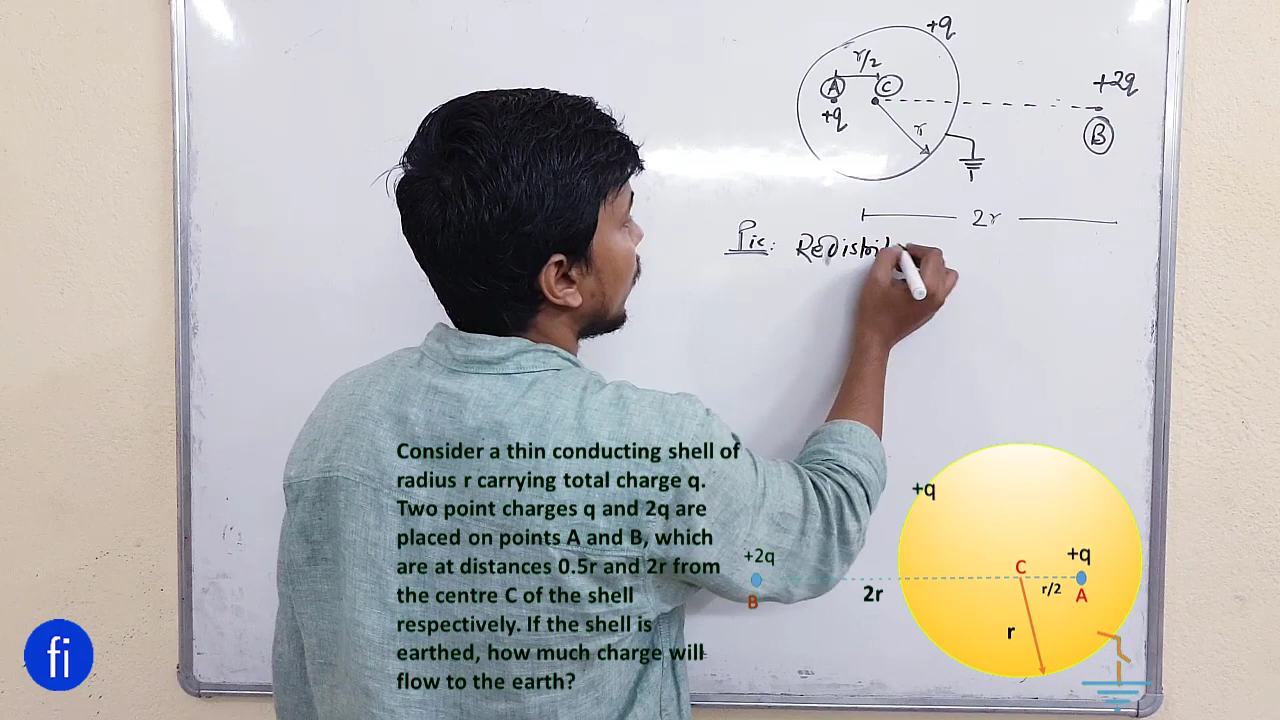 +q
r/2
A
C
+2q
+q
r
B
2r
Pic: Redistrib
Consider a thin conducting shell of
radius r carrying total charge q.
Two point charges q and 2q are
placed on points A and B, which
are at distances 0.5r and 2r from
the centre C of the shell
respectively. If the shell is
earthed, how much charge will
flow to the earth?
+q
+2q
+q
C
B
2r
r/2
A
r
fi